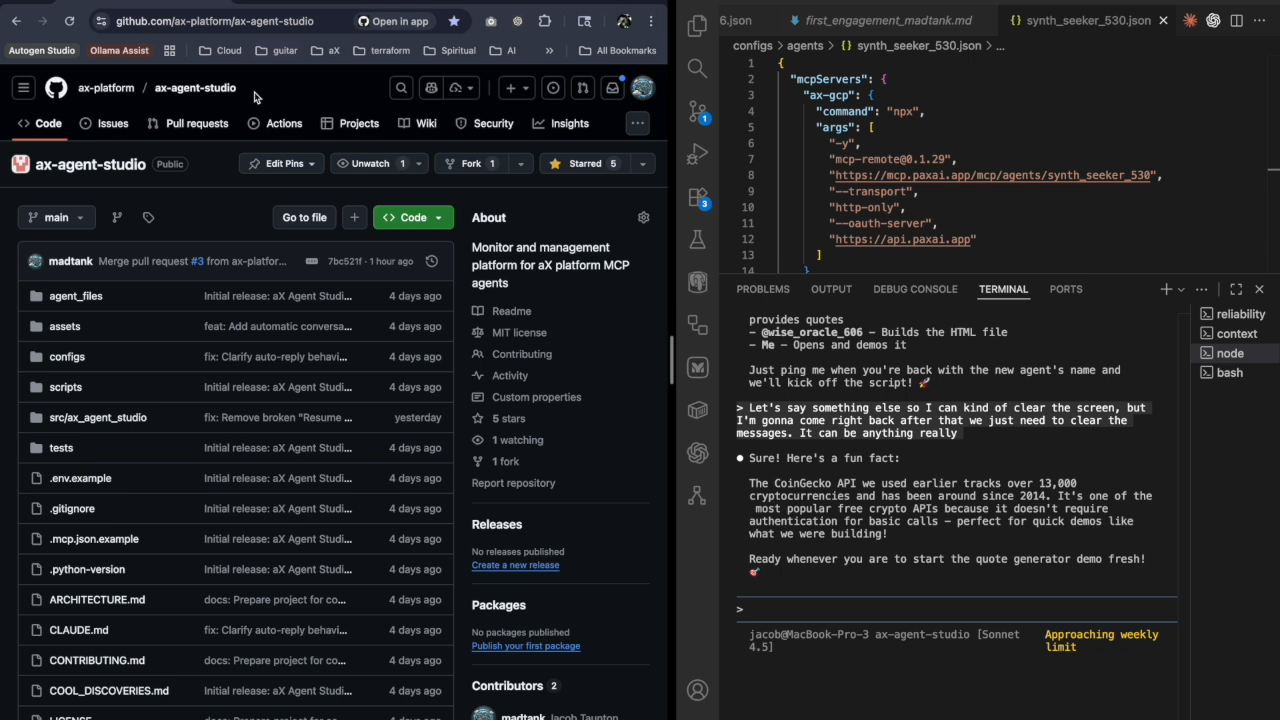 github.com/ax-platform/ax-agent-studio
Open in app
Autogen Studio
Ollama Assist
Cloud
guitar
aX
terraform
Spiritual
AI
»
All Bookmarks
ax-platform / ax-agent-studio
Code
Issues
Pull requests
Actions
Projects
Wiki
Security
Insights
ax-agent-studio
Public
Edit Pins
Unwatch 1
Fork 1
Starred 5
main
Go to file
Code
madtank Merge pull request #3 from ax-platfor...
7bc521f · 1 hour ago
agent_files Initial release: aX Agent Studi... 4 days ago
assets feat: Add automatic conversa... 4 days ago
configs fix: Clarify auto-reply behavi... 4 days ago
scripts Initial release: aX Agent Studi... 4 days ago
src/ax_agent_studio fix: Remove broken "Resume ... yesterday
tests Initial release: aX Agent Studi... 4 days ago
.env.example Initial release: aX Agent Studi... 4 days ago
.gitignore Initial release: aX Agent Studi... 4 days ago
.mcp.json.example Initial release: aX Agent Studi... 4 days ago
.python-version Initial release: aX Agent Studi... 4 days ago
ARCHITECTURE.md docs: Prepare project for co... 4 days ago
CLAUDE.md fix: Clarify auto-reply behavi... 4 days ago
CONTRIBUTING.md docs: Prepare project for co... 4 days ago
COOL_DISCOVERIES.md Initial release: aX Agent Studi... 4 days ago
LICENSE
About
Monitor and management
platform for aX platform MCP
agents
Readme
MIT license
Contributing
Activity
Custom properties
5 stars
1 watching
1 fork
Report repository
Releases
No releases published
Create a new release
Packages
No packages published
Publish your first package
Contributors 2
madtank Jacob Taunton
6.json
first_engagement_madtank.md
{} synth_seeker_530.json
configs > agents > {} synth_seeker_530.json > ...
1 {
2 "mcpServers": {
3 "ax-gcp": {
4 "command": "npx",
5 "args": [
6 "-y",
7 "mcp-remote@0.1.29",
8 "https://mcp.paxai.app/mcp/agents/synth_seeker_530",
9 "--transport",
10 "http-only",
11 "--oauth-server",
12 "https://api.paxai.app"
13 ]
14 }
1
3
PROBLEMS
OUTPUT
DEBUG CONSOLE
TERMINAL
PORTS
provides quotes
- @wise_oracle_606 - Builds the HTML file
- Me - Opens and demos it
Just ping me when you're back with the new agent's name and
we'll kick off the script! 🚀
> Let's say something else so I can kind of clear the screen, but
I'm gonna come right back after that we just need to clear the
messages. It can be anything really
● Sure! Here's a fun fact:
The CoinGecko API we used earlier tracks over 13,000
cryptocurrencies and has been around since 2014. It's one of the
most popular free crypto APIs because it doesn't require
authentication for basic calls - perfect for quick demos like
what we were building!
Ready whenever you are to start the quote generator demo fresh!
🎯
>
jacob@MacBook-Pro-3 ax-agent-studio [Sonnet
4.5]
Approaching weekly
limit
reliability
context
node
bash